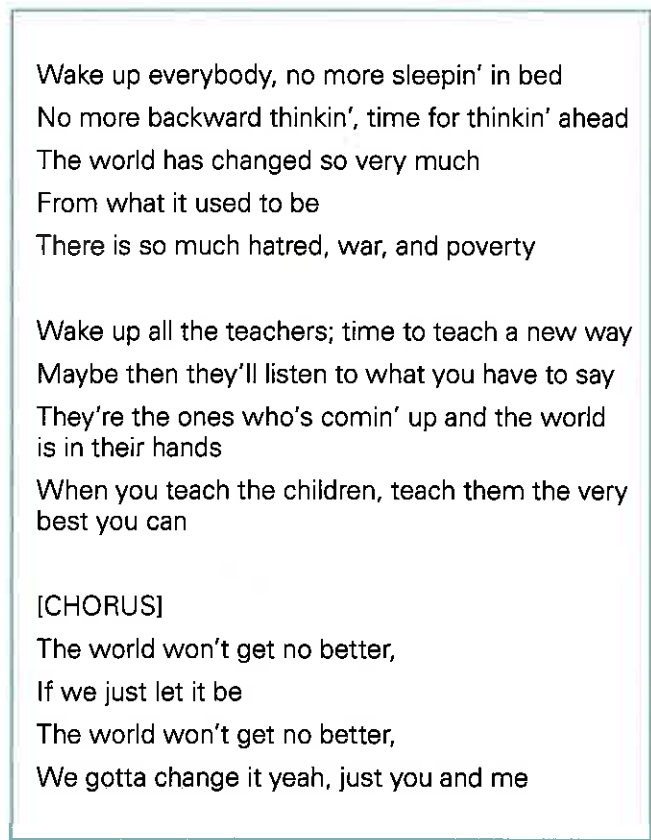 Wake up everybody, no more sleepin' in bed
No more backward thinkin', time for thinkin' ahead
The world has changed so very much
From what it used to be
There is so much hatred, war, and poverty
Wake up all the teachers; time to teach a new way
Maybe then they'll listen to what you have to say
They're the ones who's comin' up and the world
is in their hands
When you teach the children, teach them the very
best you can
[CHORUS]
The world won't get no better,
If we just let it be
The world won't get no better,
We gotta change it yeah, just you and me